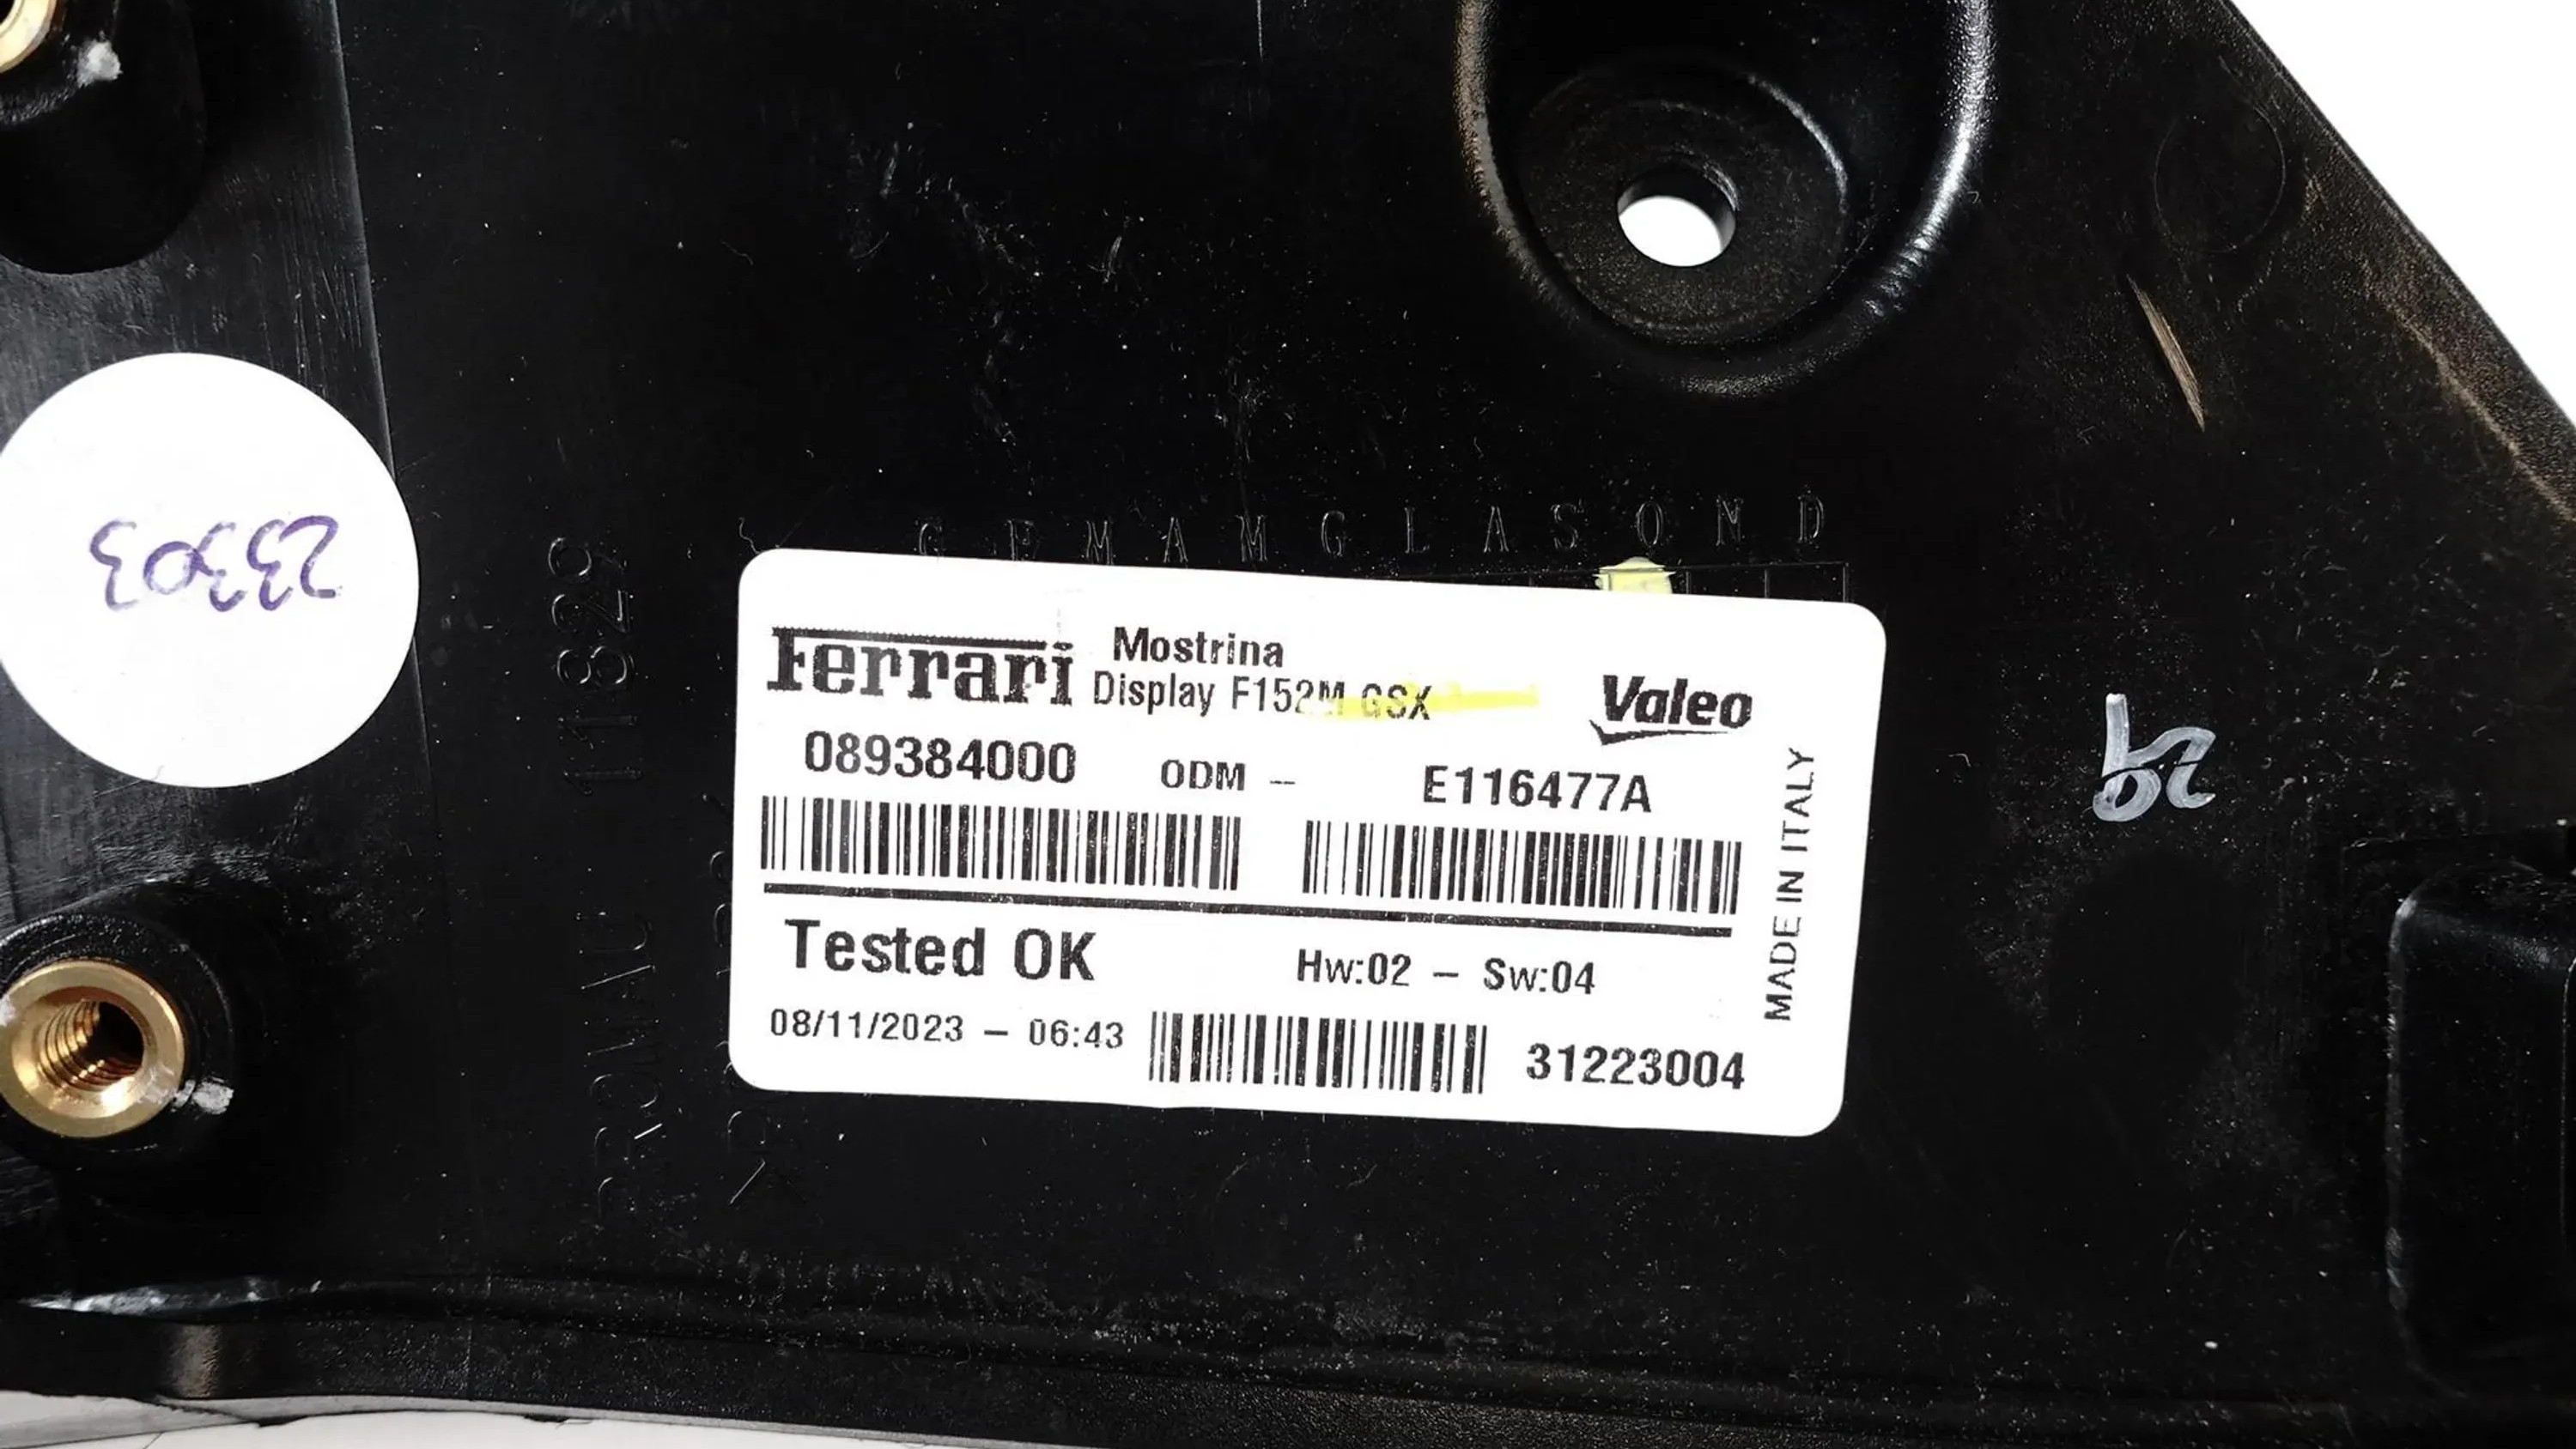 G F M A M G L A S O N D
23303
11829
Ferrari
Mostrina
Display F152M GSX
Valeo
089384000
ODM –
E116477A
Tested OK
Hw:02 – Sw:04
08/11/2023 – 06:43
31223004
MADE IN ITALY